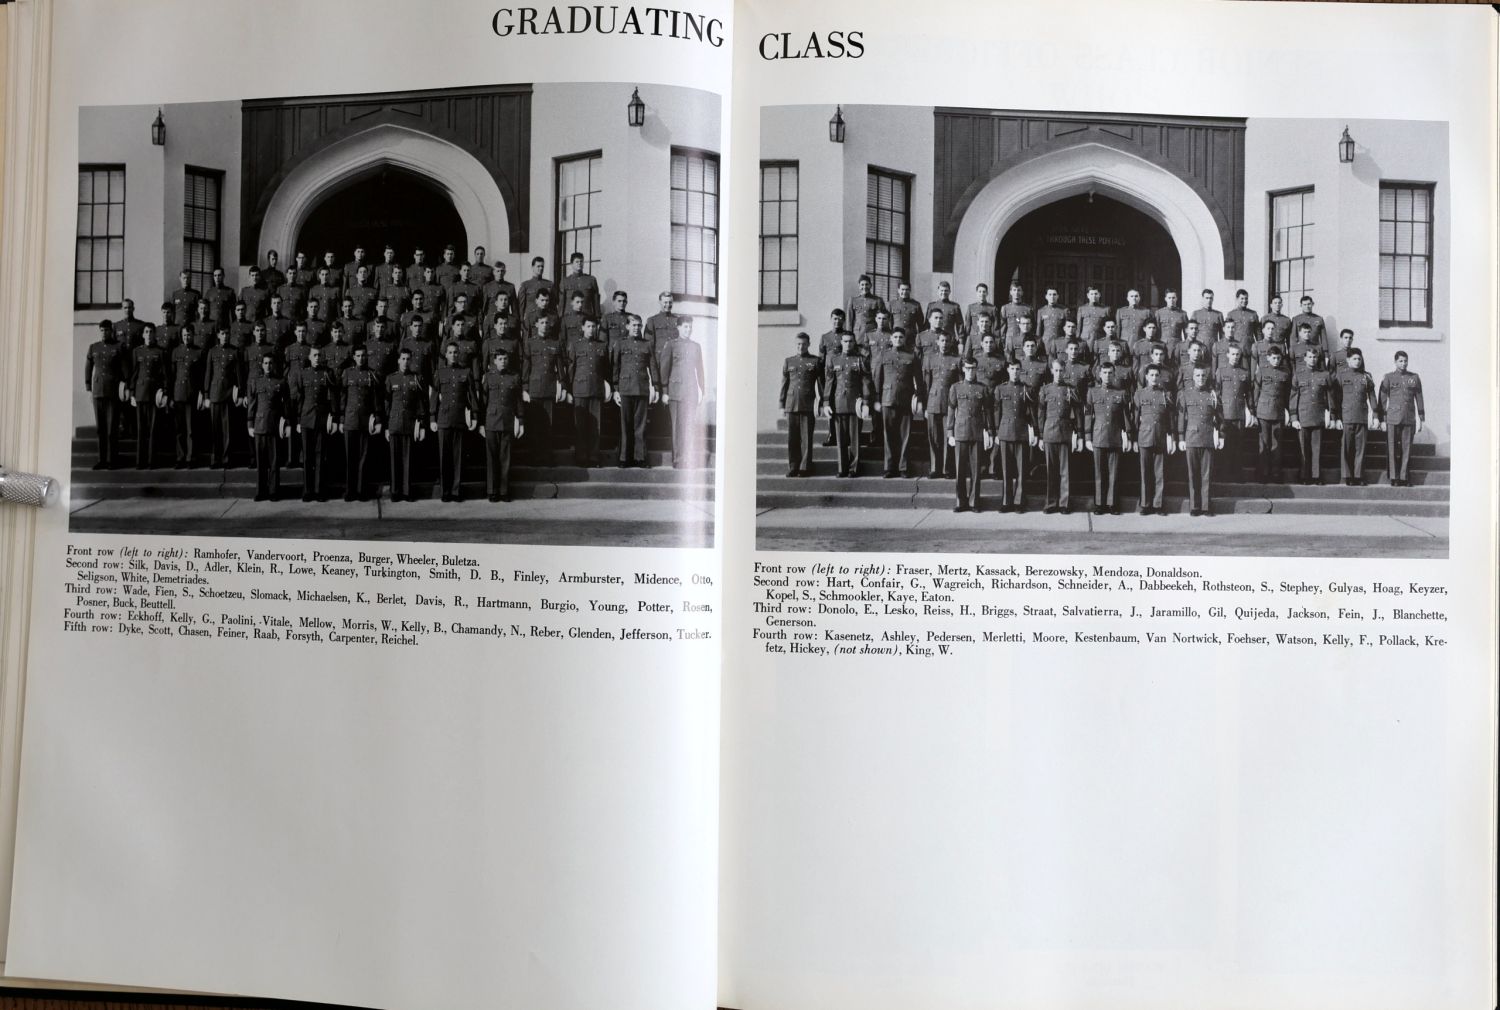 GRADUATING CLASS
THROUGH THESE PORTALS
Front row (left to right): Ramhofer, Vandervoort, Proenza, Burger, Wheeler, Buletza.
Second row: Silk, Davis, D., Adler, Klein, R., Lowe, Keaney, Turkington, Smith, D. B., Finley, Armburster, Midence, Otto,
Seligson, White, Demetriades.
Third row: Wade, Fien, S., Schoetzeu, Slomack, Michaelsen, K., Berlet, Davis, R., Hartmann, Burgio, Young, Potter, Rosen,
Posner, Buck, Beuttell.
Fourth row: Eckhoff, Kelly, G., Paolini, Vitale, Mellow, Morris, W., Kelly, B., Chamandy, N., Reber, Glenden, Jefferson, Tucker.
Fifth row: Dyke, Scott, Chasen, Feiner, Raab, Forsyth, Carpenter, Reichel.
Front row (left to right): Fraser, Mertz, Kassack, Berezowsky, Mendoza, Donaldson.
Second row: Hart, Confair, G., Wagreich, Richardson, Schneider, A., Dabbeekeh, Rothsteon, S., Stephey, Gulyas, Hoag, Keyzer,
Kopel, S., Schmookler, Kaye, Eaton.
Third row: Donolo, E., Lesko, Reiss, H., Briggs, Straat, Salvatierra, J., Jaramillo, Gil, Quijeda, Jackson, Fein, J., Blanchette,
Generson.
Fourth row: Kasenetz, Ashley, Pedersen, Merletti, Moore, Kestenbaum, Van Nortwick, Foehser, Watson, Kelly, F., Pollack, Kre-
fetz, Hickey, (not shown), King, W.